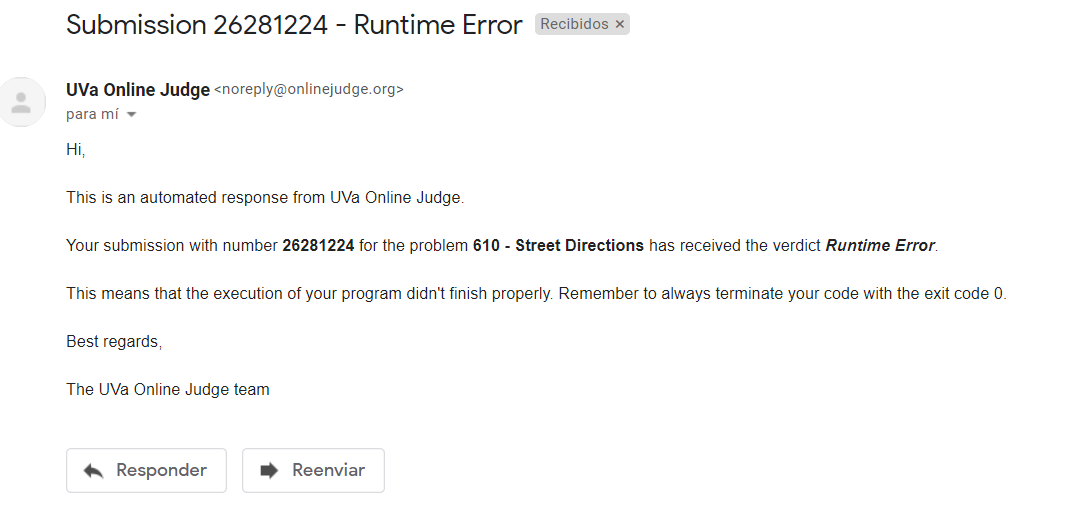 Submission 26281224 - Runtime Error Recibidos ×
UVa Online Judge <noreply@onlinejudge.org>
para mí
Hi,
This is an automated response from UVa Online Judge.
Your submission with number 26281224 for the problem 610 - Street Directions has received the verdict Runtime Error.
This means that the execution of your program didn't finish properly. Remember to always terminate your code with the exit code 0.
Best regards,
The UVa Online Judge team
Responder Reenviar